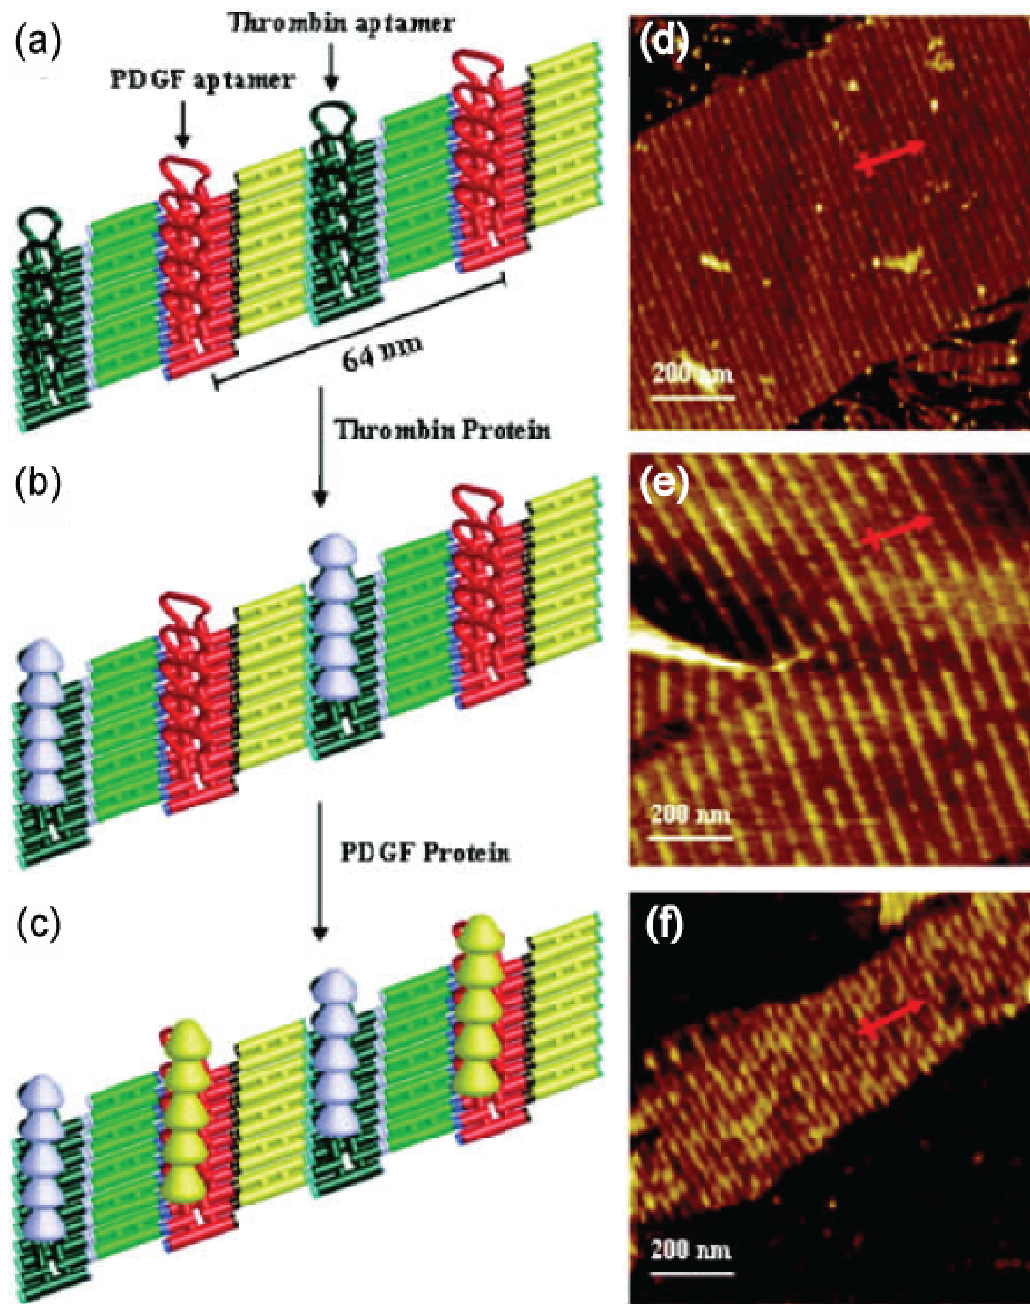 (a)
Thrombin aptamer
PDGF aptamer
64 nm
Thrombin Protein
(b)
PDGF Protein
(c)
(d)
200 nm
(e)
200 nm
(f)
200 nm